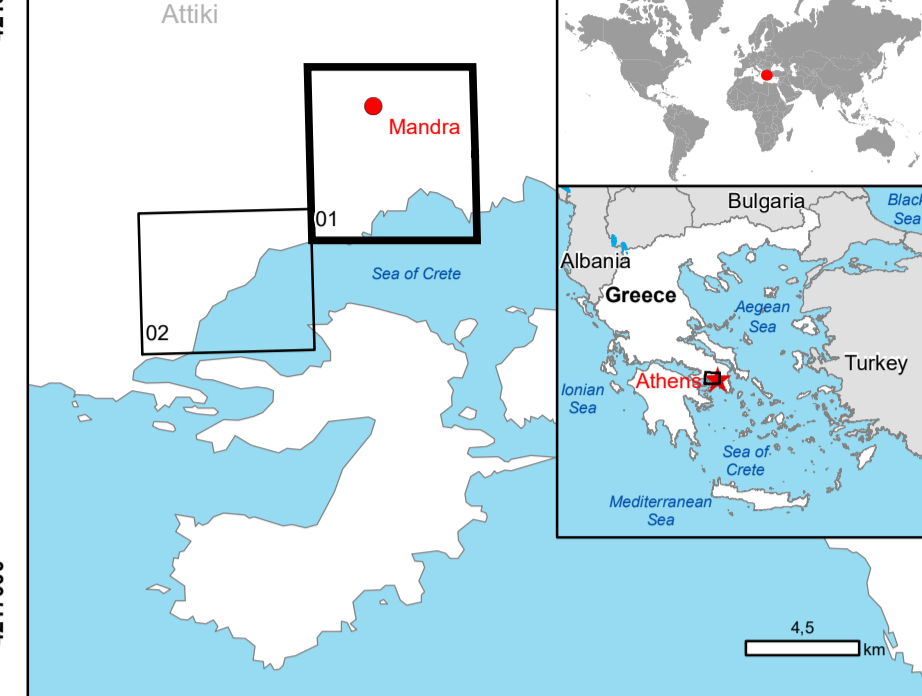 Attiki
Mandra
01
02
Sea of Crete
Bulgaria
Black
Sea
Albania
Greece
Aegean
Sea
Turkey
Athens
Ionian
Sea
Sea of
Crete
Mediterranean
Sea
4,5
km